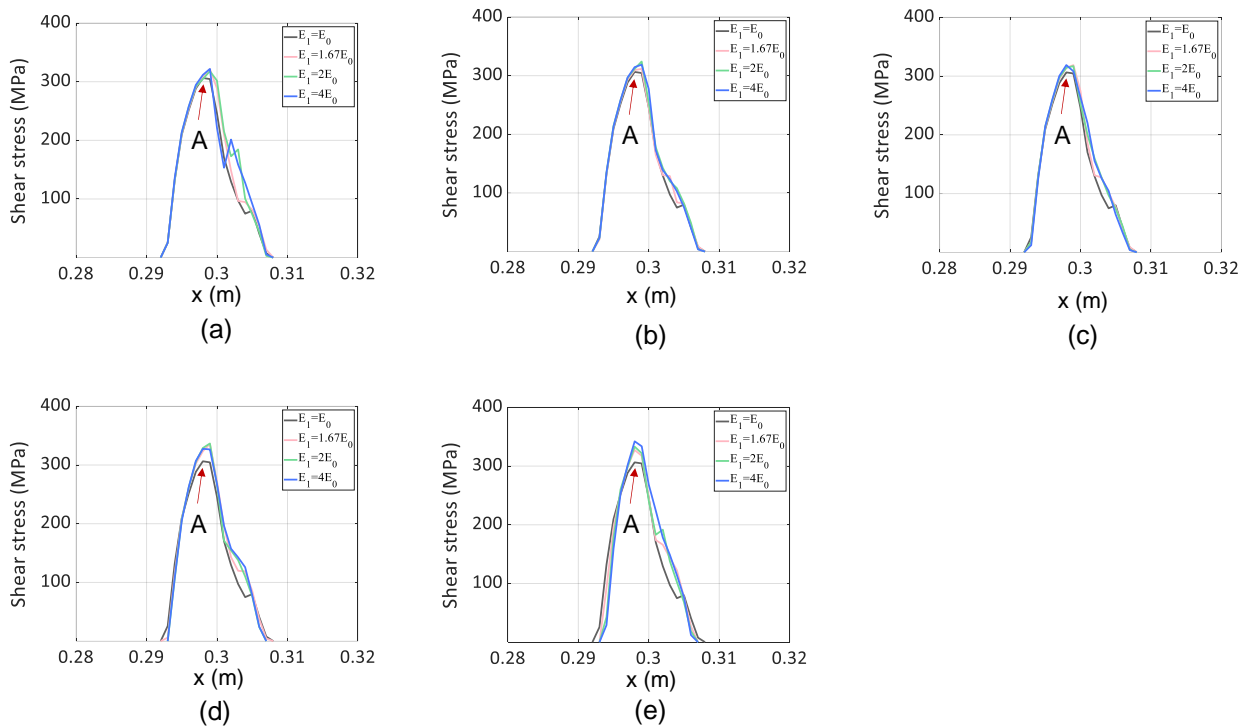 400
300
200
100
Shear stress (MPa)
E1=E0
E1=1.67E0
E1=2E0
E1=4E0
A
0.28 0.29 0.3 0.31 0.32
x (m)
(a)
400
300
200
100
Shear stress (MPa)
E1=E0
E1=1.67E0
E1=2E0
E1=4E0
A
0.28 0.29 0.3 0.31 0.32
x (m)
(b)
400
300
200
100
Shear stress (MPa)
E1=E0
E1=1.67E0
E1=2E0
E1=4E0
A
0.28 0.29 0.3 0.31 0.32
x (m)
(c)
400
300
200
100
Shear stress (MPa)
E1=E0
E1=1.67E0
E1=2E0
E1=4E0
A
0.28 0.29 0.3 0.31 0.32
x (m)
(d)
400
300
200
100
Shear stress (MPa)
E1=E0
E1=1.67E0
E1=2E0
E1=4E0
A
0.28 0.29 0.3 0.31 0.32
x (m)
(e)